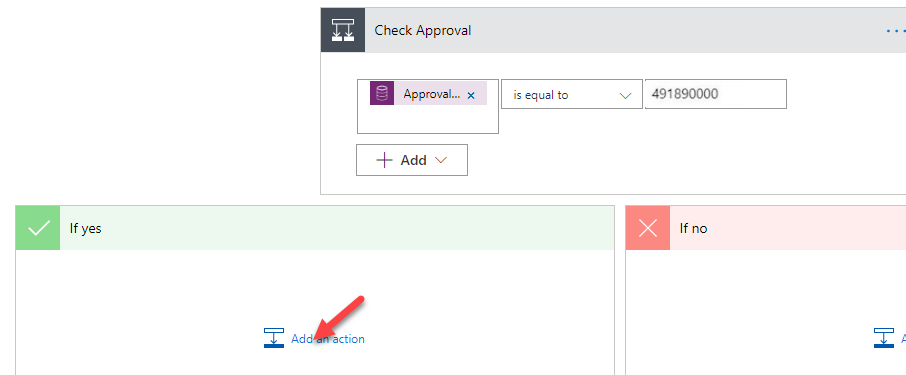 Check Approval
Approval... ×
is equal to
491890000
+ Add
If yes
If no
Add an action
A